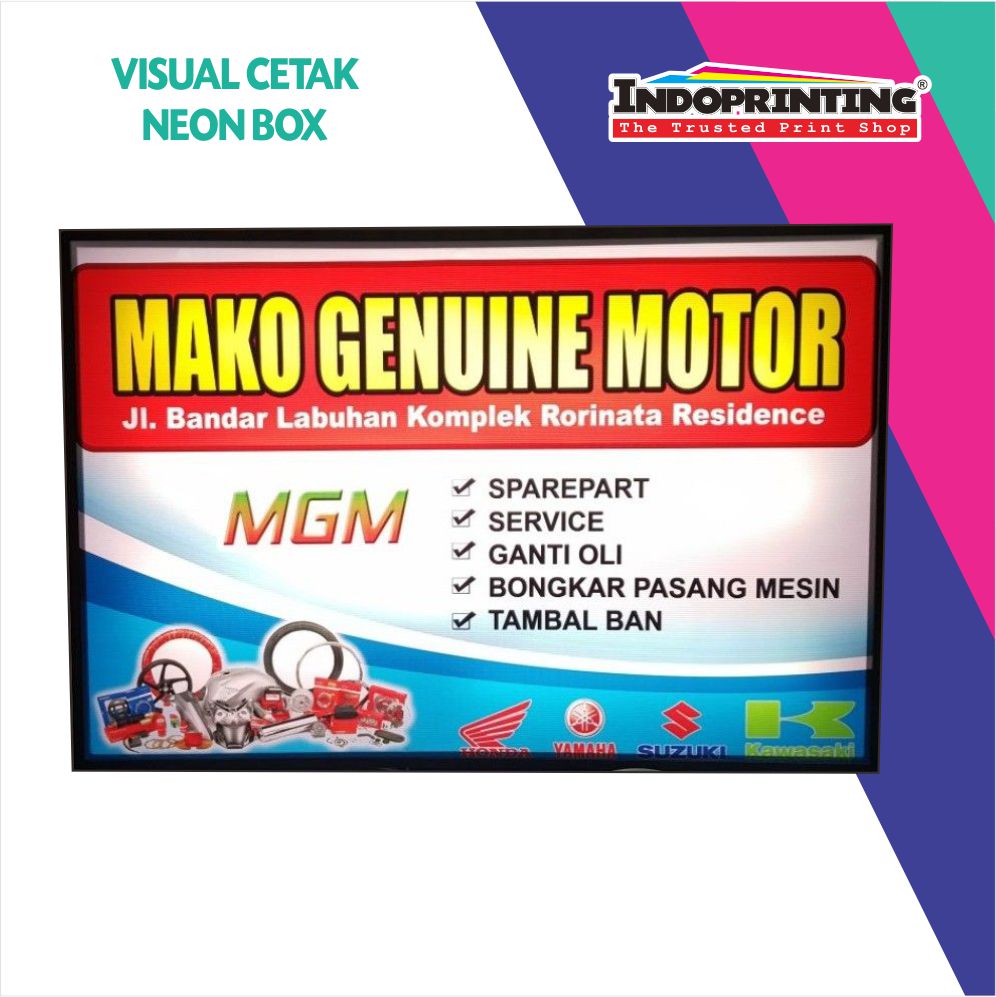 VISUAL CETAK
NEON BOX
INDOPRINTING®
The Trusted Print Shop
MAKO GENUINE MOTOR
Jl. Bandar Labuhan Komplek Rorinata Residence
MGM
SPAREPART
SERVICE
GANTI OLI
BONGKAR PASANG MESIN
TAMBAL BAN
HONDA
YAMAHA
SUZUKI
Kawasaki